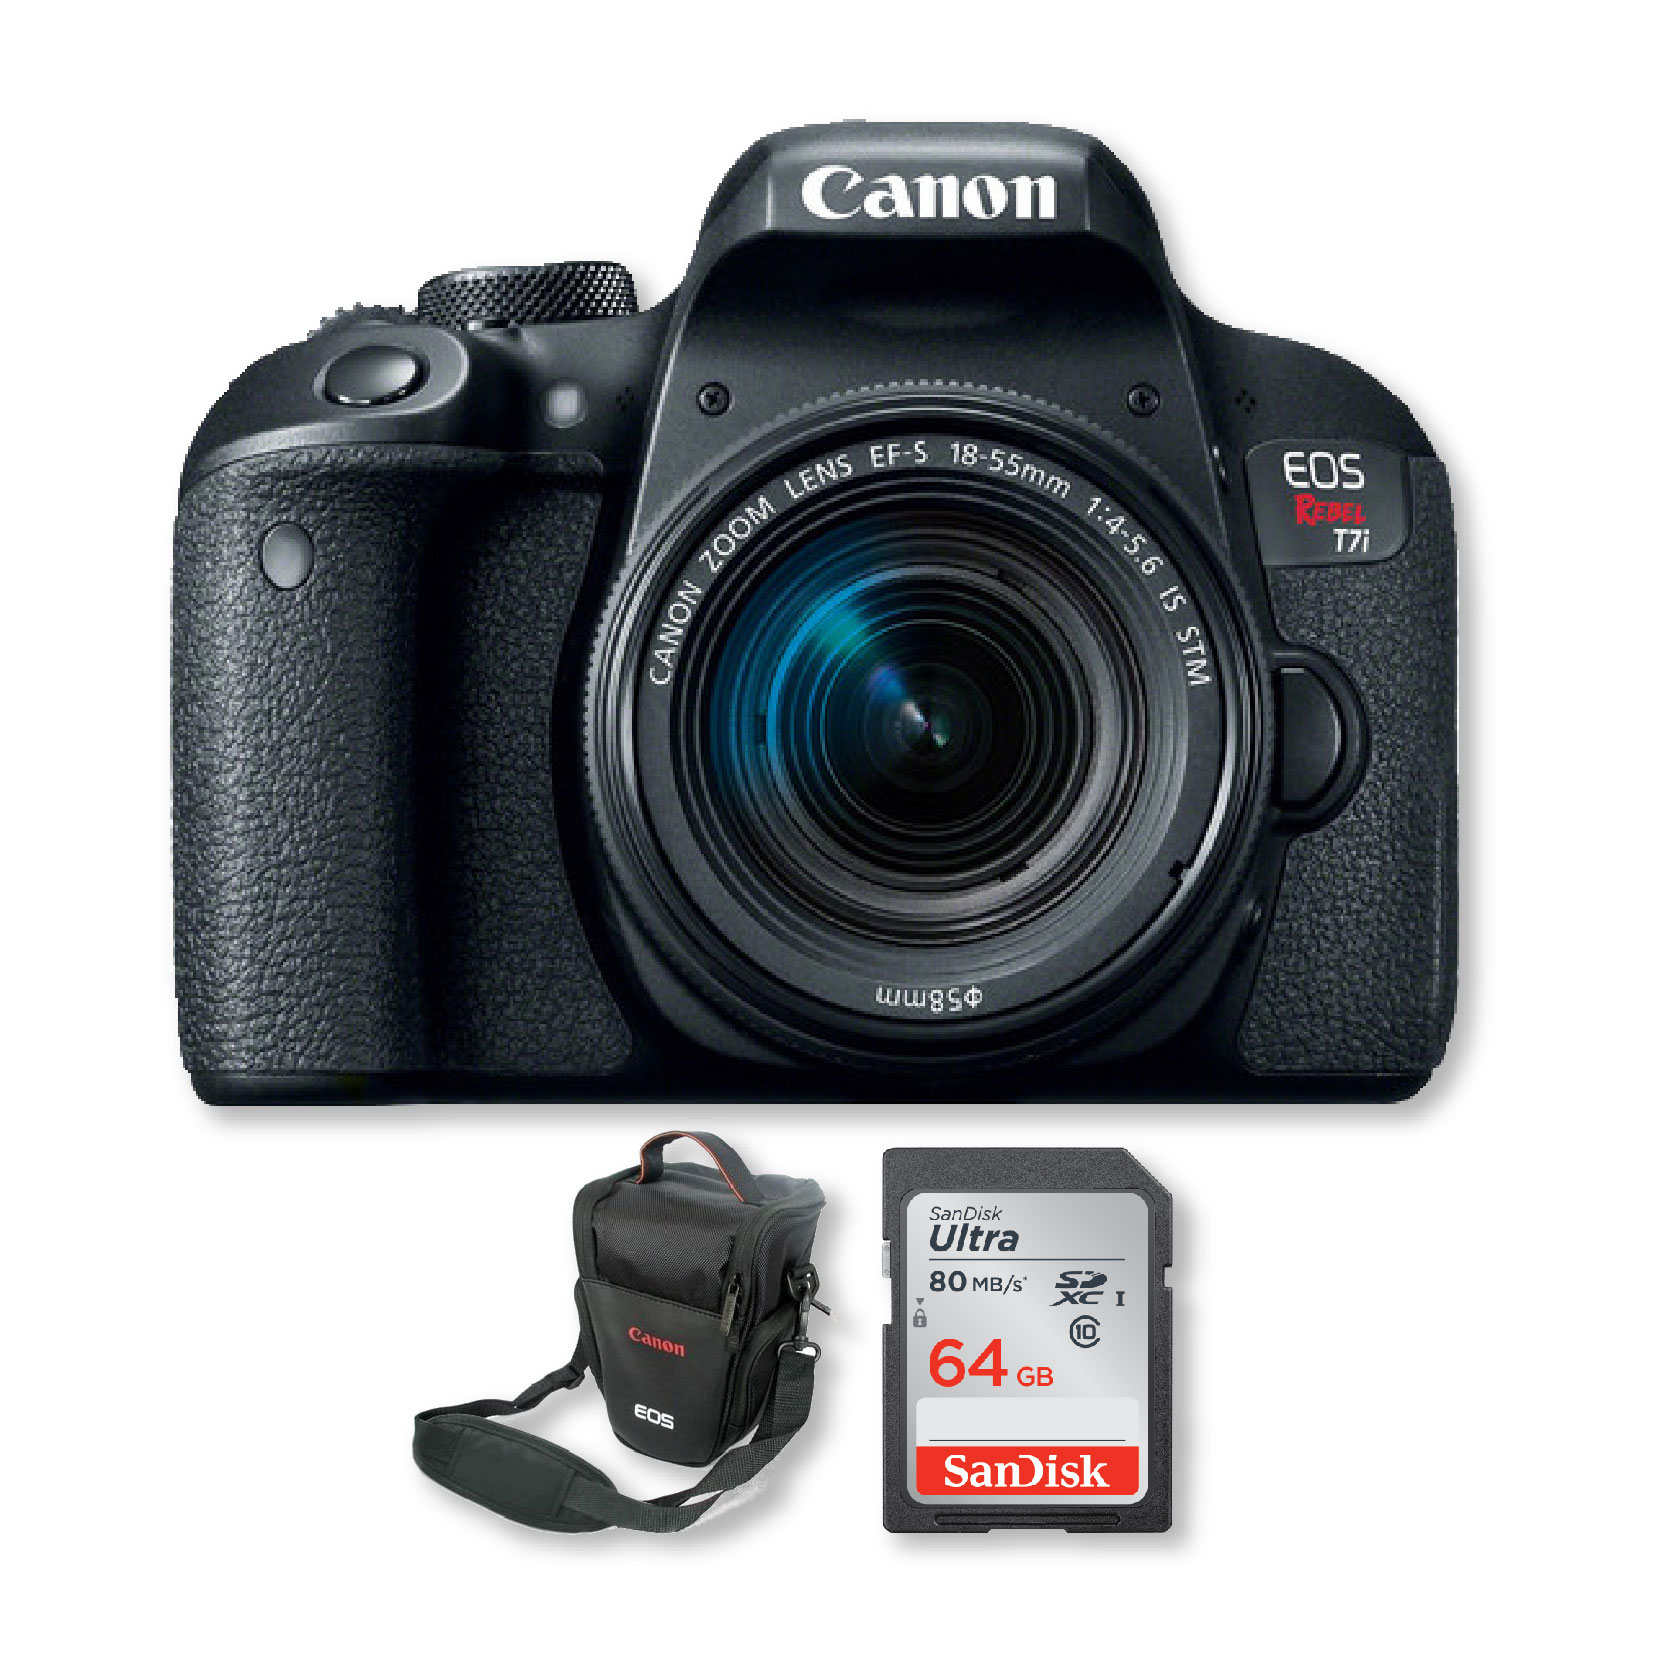 Canon
EOS
REBEL
T7i
CANON ZOOM LENS EF-S 18-55mm 1:4-5.6 IS STM
Φ58mm
Canon
EOS
SanDisk
Ultra
80 MB/s*
SD
XC I
10
64 GB
SanDisk